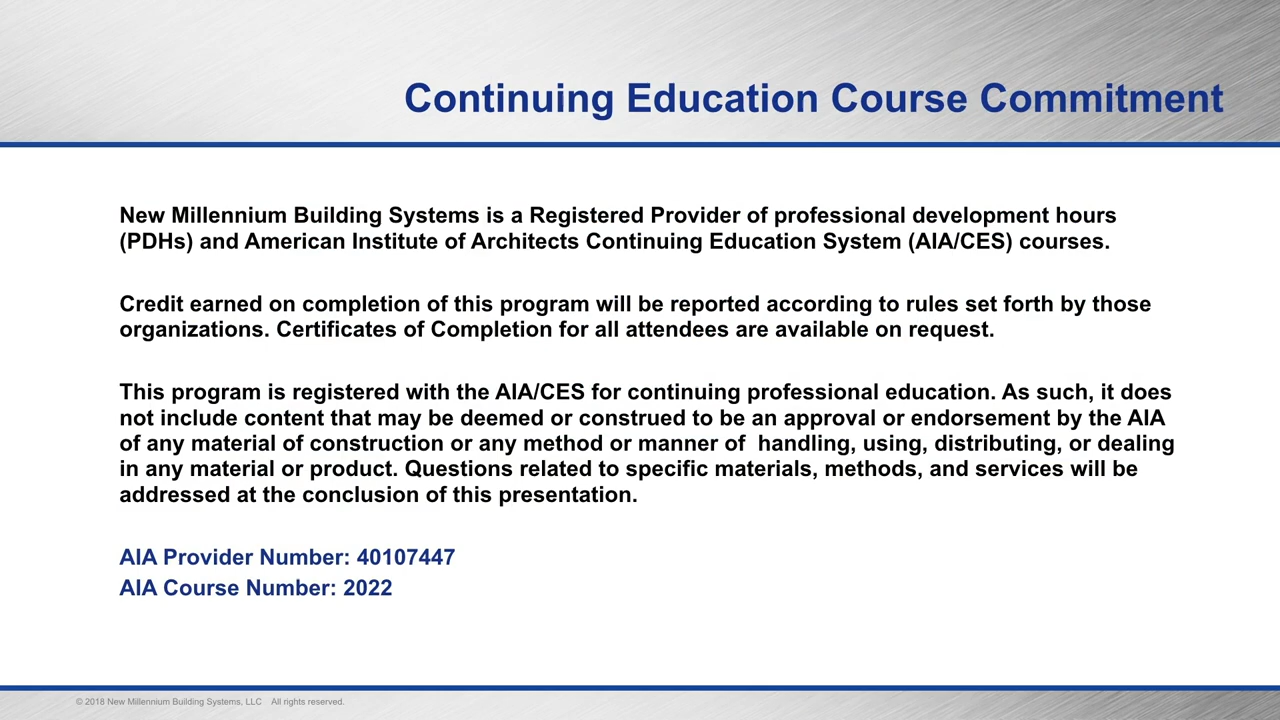 Continuing Education Course Commitment
New Millennium Building Systems is a Registered Provider of professional development hours
(PDHs) and American Institute of Architects Continuing Education System (AIA/CES) courses.
Credit earned on completion of this program will be reported according to rules set forth by those
organizations. Certificates of Completion for all attendees are available on request.
This program is registered with the AIA/CES for continuing professional education. As such, it does
not include content that may be deemed or construed to be an approval or endorsement by the AIA
of any material of construction or any method or manner of  handling, using, distributing, or dealing
in any material or product. Questions related to specific materials, methods, and services will be
addressed at the conclusion of this presentation.
AIA Provider Number: 40107447
AIA Course Number: 2022
© 2018 New Millennium Building Systems, LLC    All rights reserved.